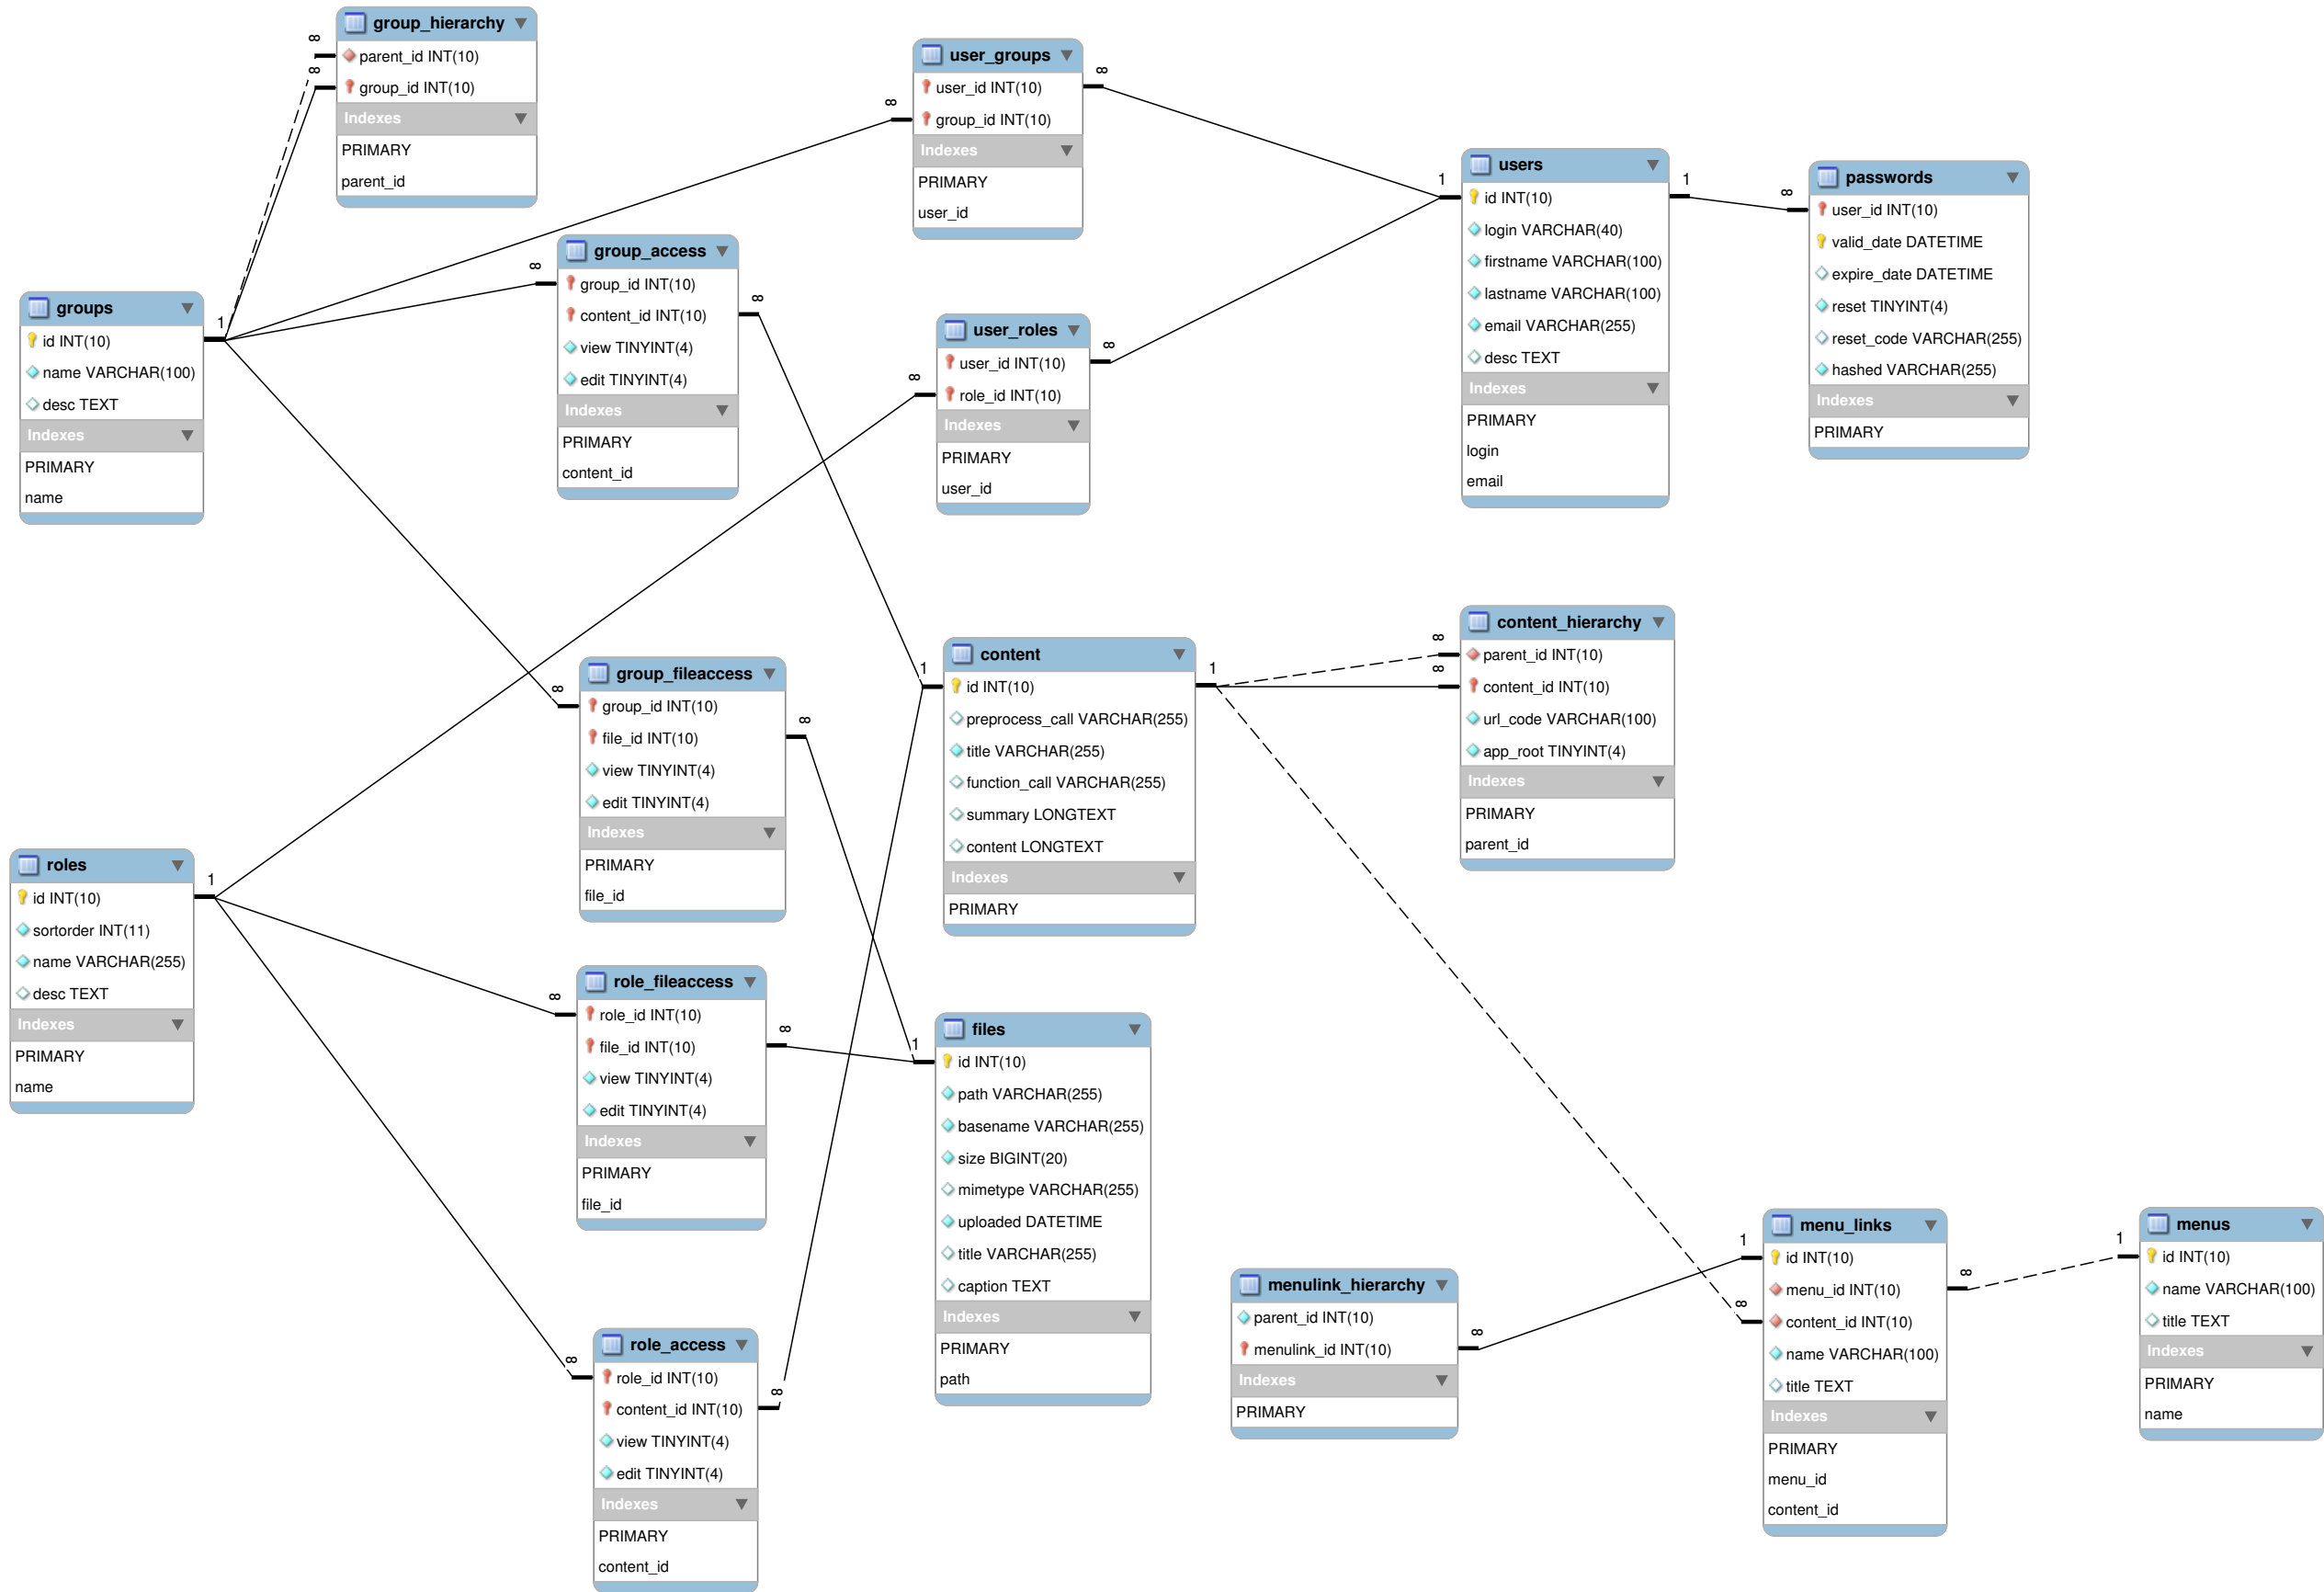 group_hierarchy
parent_id INT(10)
group_id INT(10)
Indexes
PRIMARY
parent_id
∞
∞
user_groups
user_id INT(10)
group_id INT(10)
Indexes
PRIMARY
user_id
∞
∞
users
id INT(10)
login VARCHAR(40)
firstname VARCHAR(100)
lastname VARCHAR(100)
email VARCHAR(255)
desc TEXT
Indexes
PRIMARY
login
email
1
1
passwords
user_id INT(10)
valid_date DATETIME
expire_date DATETIME
reset TINYINT(4)
reset_code VARCHAR(255)
hashed VARCHAR(255)
Indexes
PRIMARY
∞
group_access
group_id INT(10)
content_id INT(10)
view TINYINT(4)
edit TINYINT(4)
Indexes
PRIMARY
content_id
∞
∞
groups
id INT(10)
name VARCHAR(100)
desc TEXT
Indexes
PRIMARY
name
1
user_roles
user_id INT(10)
role_id INT(10)
Indexes
PRIMARY
user_id
∞
∞
content
id INT(10)
preprocess_call VARCHAR(255)
title VARCHAR(255)
function_call VARCHAR(255)
summary LONGTEXT
content LONGTEXT
Indexes
PRIMARY
1
1
content_hierarchy
parent_id INT(10)
content_id INT(10)
url_code VARCHAR(100)
app_root TINYINT(4)
Indexes
PRIMARY
parent_id
∞
∞
group_fileaccess
group_id INT(10)
file_id INT(10)
view TINYINT(4)
edit TINYINT(4)
Indexes
PRIMARY
file_id
∞
∞
roles
id INT(10)
sortorder INT(11)
name VARCHAR(255)
desc TEXT
Indexes
PRIMARY
name
1
role_fileaccess
role_id INT(10)
file_id INT(10)
view TINYINT(4)
edit TINYINT(4)
Indexes
PRIMARY
file_id
∞
∞
files
id INT(10)
path VARCHAR(255)
basename VARCHAR(255)
size BIGINT(20)
mimetype VARCHAR(255)
uploaded DATETIME
title VARCHAR(255)
caption TEXT
Indexes
PRIMARY
path
1
role_access
role_id INT(10)
content_id INT(10)
view TINYINT(4)
edit TINYINT(4)
Indexes
PRIMARY
content_id
∞
∞
menulink_hierarchy
parent_id INT(10)
menulink_id INT(10)
Indexes
PRIMARY
∞
menu_links
id INT(10)
menu_id INT(10)
content_id INT(10)
name VARCHAR(100)
title TEXT
Indexes
PRIMARY
menu_id
content_id
1
∞
∞
menus
id INT(10)
name VARCHAR(100)
title TEXT
Indexes
PRIMARY
name
1